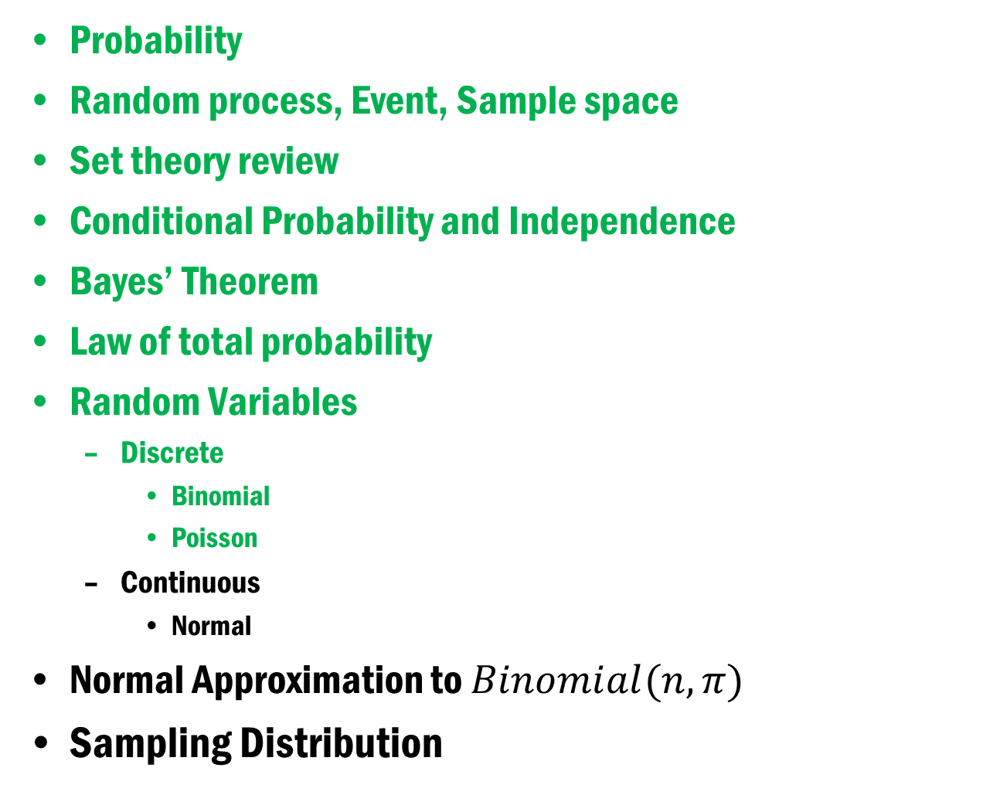 • Probability
• Random process, Event, Sample space
• Set theory review
• Conditional Probability and Independence
• Bayes’ Theorem
• Law of total probability
• Random Variables
– Discrete
• Binomial
• Poisson
– Continuous
• Normal
• Normal Approximation to Binomial(n, π)
• Sampling Distribution